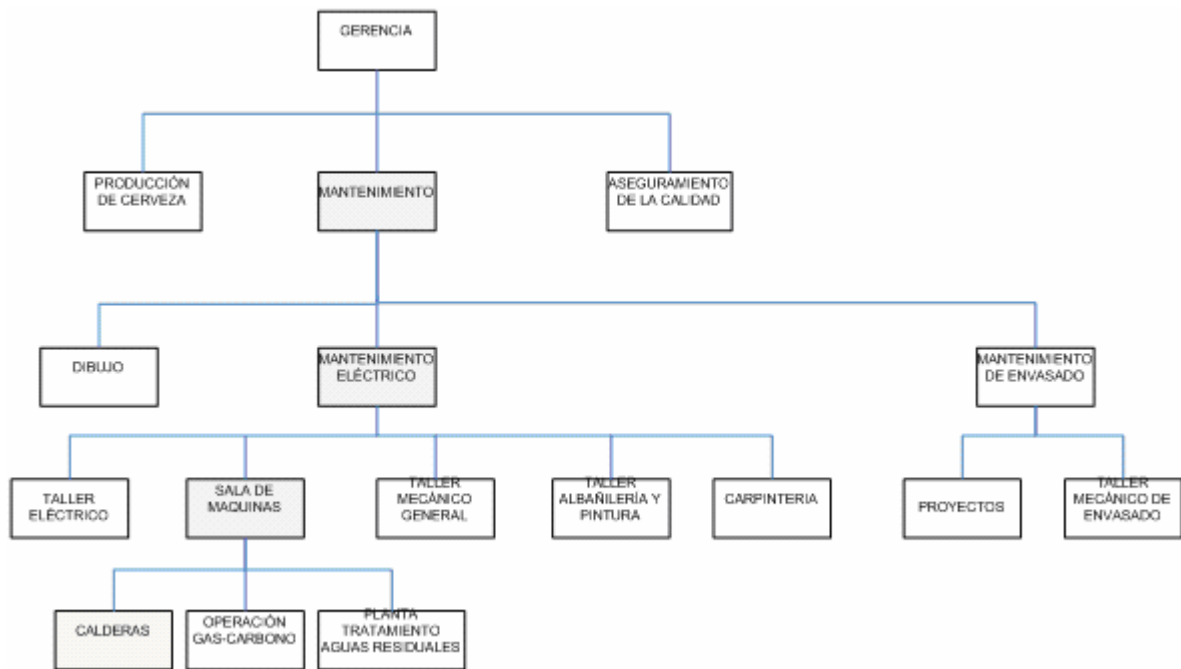 GERENCIA
PRODUCCIÓN
DE CERVEZA
MANTENIMIENTO
ASEGURAMIENTO
DE LA CALIDAD
DIBUJO
MANTENIMIENTO
ELÉCTRICO
MANTENIMIENTO
DE ENVASADO
TALLER
ELÉCTRICO
SALA DE
MAQUINAS
TALLER
MECÁNICO
GENERAL
TALLER
ALBAÑILERÍA Y
PINTURA
CARPINTERIA
PROYECTOS
TALLER
MECÁNICO DE
ENVASADO
CALDERAS
OPERACIÓN
GAS-CARBONO
PLANTA
TRATAMIENTO
AGUAS RESIDUALES